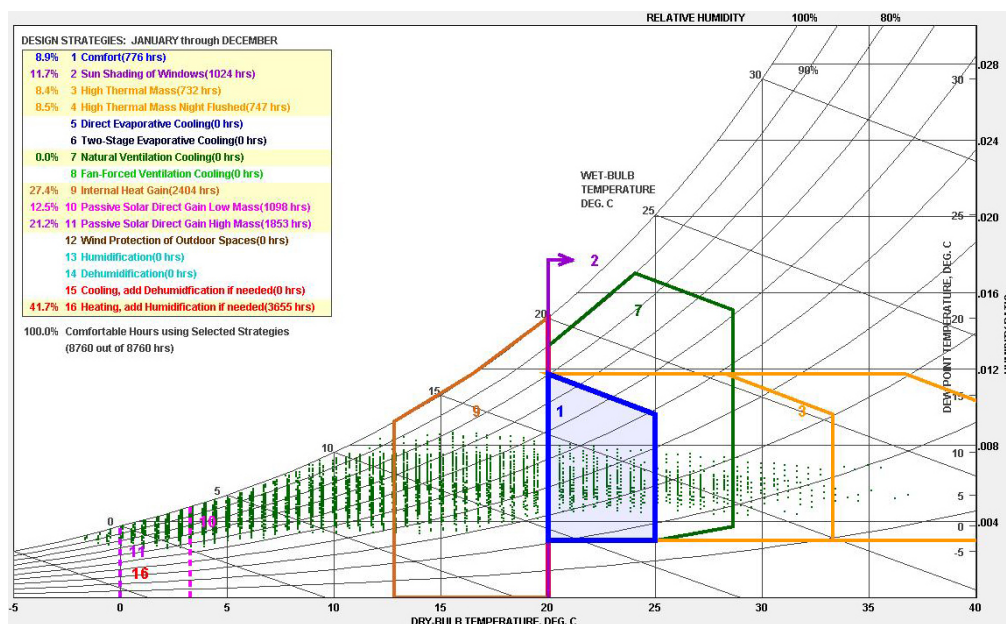 RELATIVE HUMIDITY 100% 80%
DESIGN STRATEGIES: JANUARY through DECEMBER
8.9% 1 Comfort(776 hrs)
11.7% 2 Sun Shading of Windows(1024 hrs)
8.4% 3 High Thermal Mass(732 hrs)
8.5% 4 High Thermal Mass Night Flushed(747 hrs)
5 Direct Evaporative Cooling(0 hrs)
6 Two-Stage Evaporative Cooling(0 hrs)
0.0% 7 Natural Ventilation Cooling(0 hrs)
8 Fan-Forced Ventilation Cooling(0 hrs)
27.4% 9 Internal Heat Gain(2404 hrs)
12.5% 10 Passive Solar Direct Gain Low Mass(1098 hrs)
21.2% 11 Passive Solar Direct Gain High Mass(1853 hrs)
12 Wind Protection of Outdoor Spaces(0 hrs)
13 Humidification(0 hrs)
14 Dehumidification(0 hrs)
15 Cooling, add Dehumidfication if needed(0 hrs)
41.7% 16 Heating, add Humidification if needed(3655 hrs)
100.0% Comfortable Hours using Selected Strategies
(8760 out of 8760 hrs)
90%
WET-BULB
TEMPERATURE
DEG. C
0
5
10
15
20
25
30
2
7
1
3
9
10
11
16
DEW POINT TEMPERATURE, DEG. C
30
25
20
15
10
5
0
-5
.028
.024
.020
.016
.012
.008
.004
-5 0 5 10 15 20 25 30 35 40
DRY-BULB TEMPERATURE, DEG. C